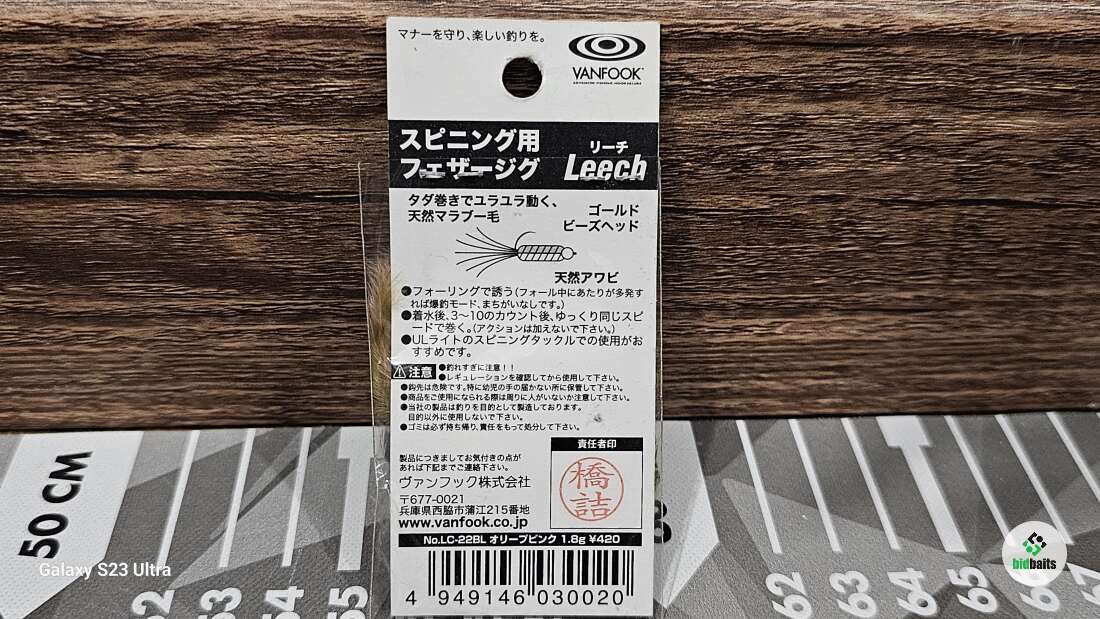 マナーを守り、楽しい釣りを。
VANFOOK
スピニング用
フェザージグ
リーチ
Leech
タダ巻きでユラユラ動く、
天然マラブー毛
ゴールド
ビーズヘッド
天然アワビ
●フォーリングで誘う(フォール中にあたりが多発す
れば爆釣モード、まちがいなしです。)
●着水後、3〜10のカウント後、ゆっくり同じスピ
ードで巻く。(アクションは加えないで下さい。)
●ULライトのスピニングタックルでの使用がお
すすめです。
注意
●釣れすぎに注意!!
●レギュレーションを確認してから使用して下さい。
●鈎先は危険です。特に幼児の手の届かない所に保管して下さい。
●商品をご使用になられる際は周りに人がいないか注意して下さい。
●当社の製品は釣りを目的として製造しております。
目的以外に使用しないで下さい。
●ゴミは必ず持ち帰り、責任をもって処分して下さい。
製品につきましてお気付きの点が
あれば下記までご連絡下さい。
ヴァンフック株式会社
〒677-0021
兵庫県西脇市蒲江215番地
www.vanfook.co.jp
責任者印
橋詰
No.LC-22BL オリーブピンク 1.8g ¥420
4 949146 030020
50 CM
52
53
54
55
62
63
64
65
66
67
Galaxy S23 Ultra
bidbaits